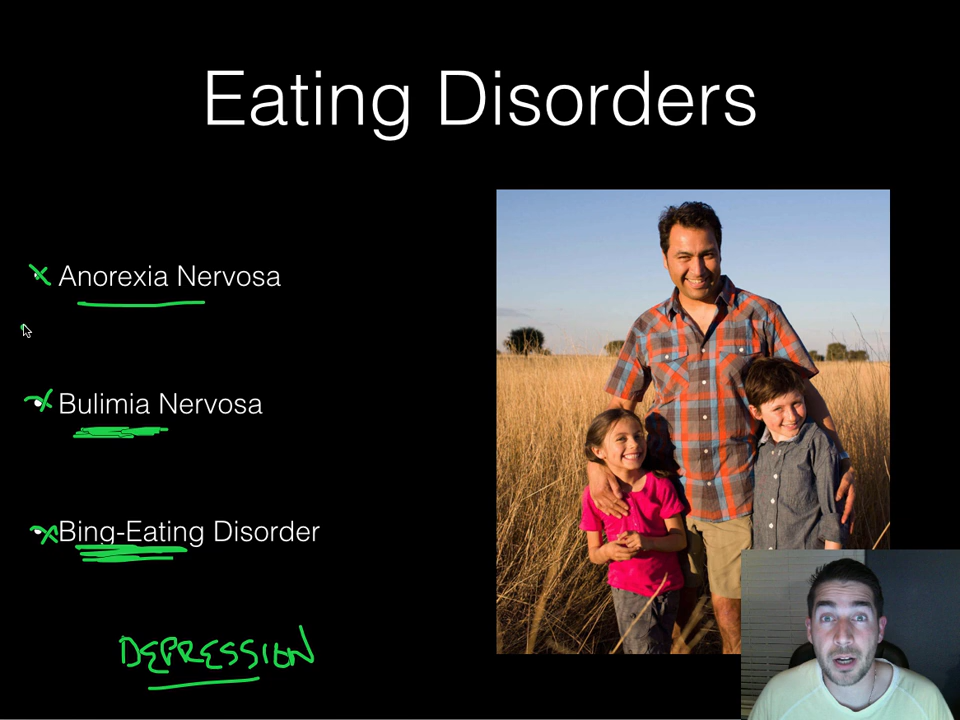 Eating Disorders
Anorexia Nervosa
Bulimia Nervosa
Bing-Eating Disorder
DEPRESSION